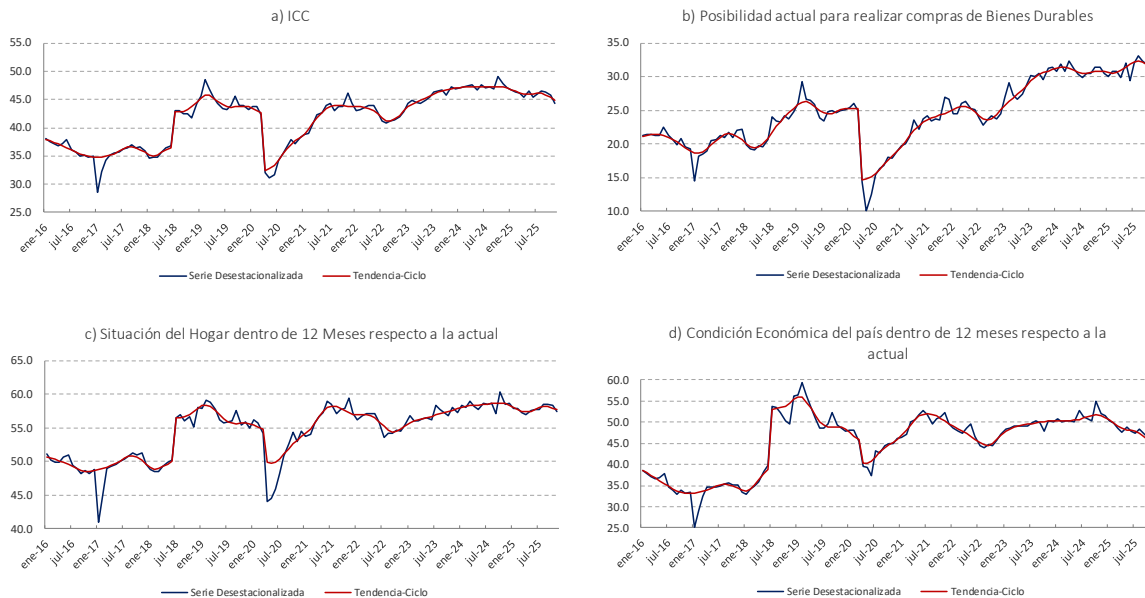 a) ICC
55.0
50.0
45.0
40.0
35.0
30.0
25.0
ene-16
jul-16
ene-17
jul-17
ene-18
jul-18
ene-19
jul-19
ene-20
jul-20
ene-21
jul-21
ene-22
jul-22
ene-23
jul-23
ene-24
jul-24
ene-25
jul-25
Serie Desestacionalizada
Tendencia-Ciclo
b) Posibilidad actual para realizar compras de Bienes Durables
35.0
30.0
25.0
20.0
15.0
10.0
ene-16
jul-16
ene-17
jul-17
ene-18
jul-18
ene-19
jul-19
ene-20
jul-20
ene-21
jul-21
ene-22
jul-22
ene-23
jul-23
ene-24
jul-24
ene-25
jul-25
Serie Desestacionalizada
Tendencia-Ciclo
c) Situación del Hogar dentro de 12 Meses respecto a la actual
65.0
60.0
55.0
50.0
45.0
40.0
ene-16
jul-16
ene-17
jul-17
ene-18
jul-18
ene-19
jul-19
ene-20
jul-20
ene-21
jul-21
ene-22
jul-22
ene-23
jul-23
ene-24
jul-24
ene-25
jul-25
Serie Desestacionalizada
Tendencia-Ciclo
d) Condición Económica del país dentro de 12 meses respecto a la
actual
60.0
55.0
50.0
45.0
40.0
35.0
30.0
25.0
ene-16
jul-16
ene-17
jul-17
ene-18
jul-18
ene-19
jul-19
ene-20
jul-20
ene-21
jul-21
ene-22
jul-22
ene-23
jul-23
ene-24
jul-24
ene-25
jul-25
Serie Desestacionalizada
Tendencia-Ciclo